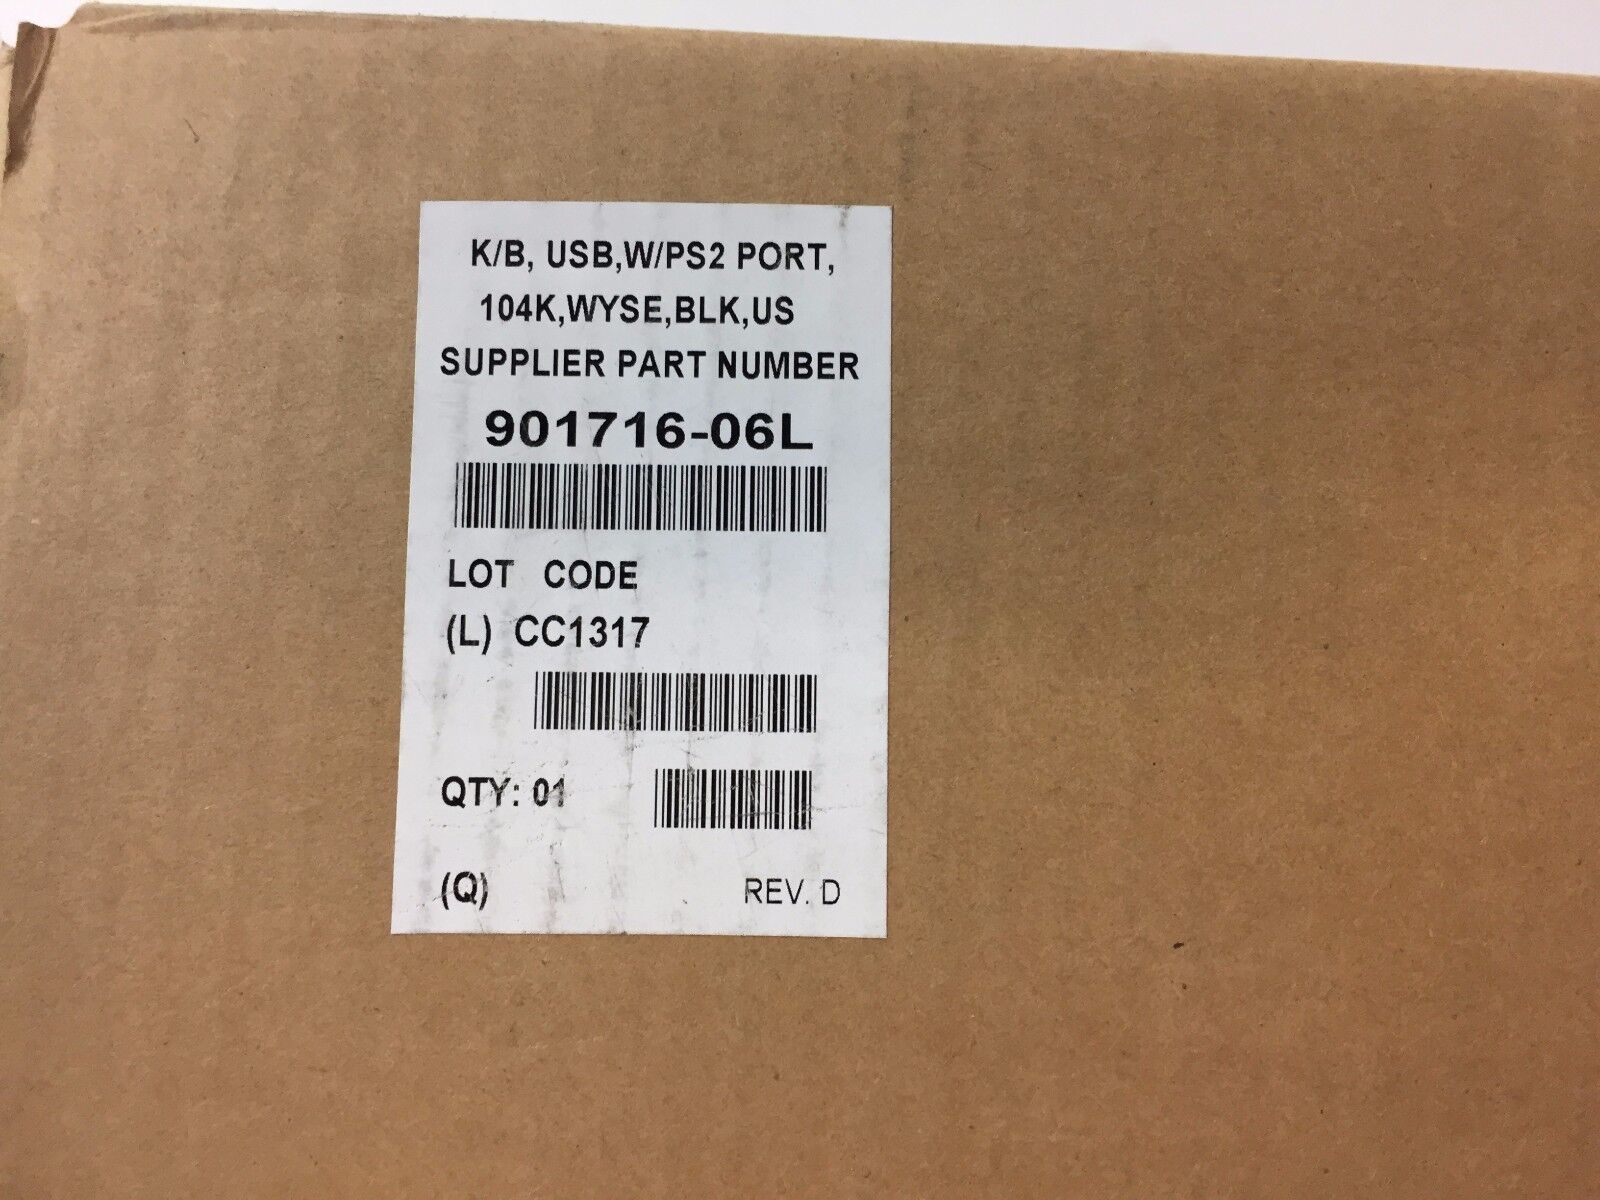 K/B, USB,W/PS2 PORT,
104K,WYSE,BLK,US
SUPPLIER PART NUMBER
901716-06L
LOT CODE
(L) CC1317
QTY: 01
(Q) REV. D